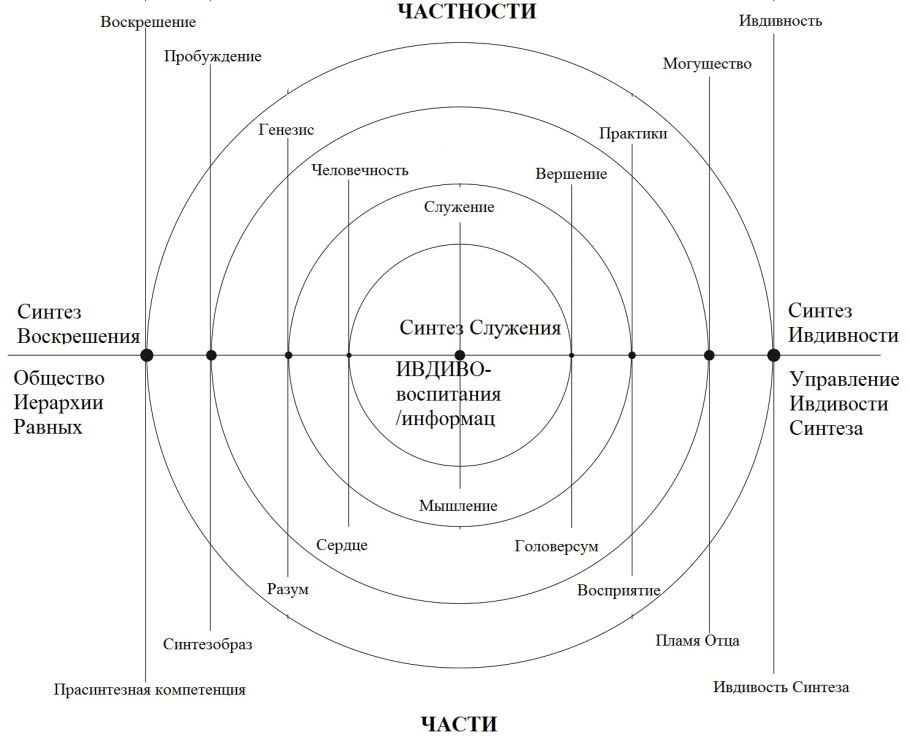 ЧАСТНОСТИ
Воскрешение
Ивдивность
Пробуждение
Могущество
Генезис
Практики
Человечность
Вершение
Служение
Синтез
Воскрешения
Синтез Служения
Синтез
Ивдивности
Общество
Иерархии
Равных
ИВДИВО-
воспитания
/информац
Управление
Ивдивости
Синтеза
Мышление
Сердце
Головерсум
Разум
Восприятие
Синтезобраз
Пламя Отца
Прасинтезная компетенция
Ивдивость Синтеза
ЧАСТИ